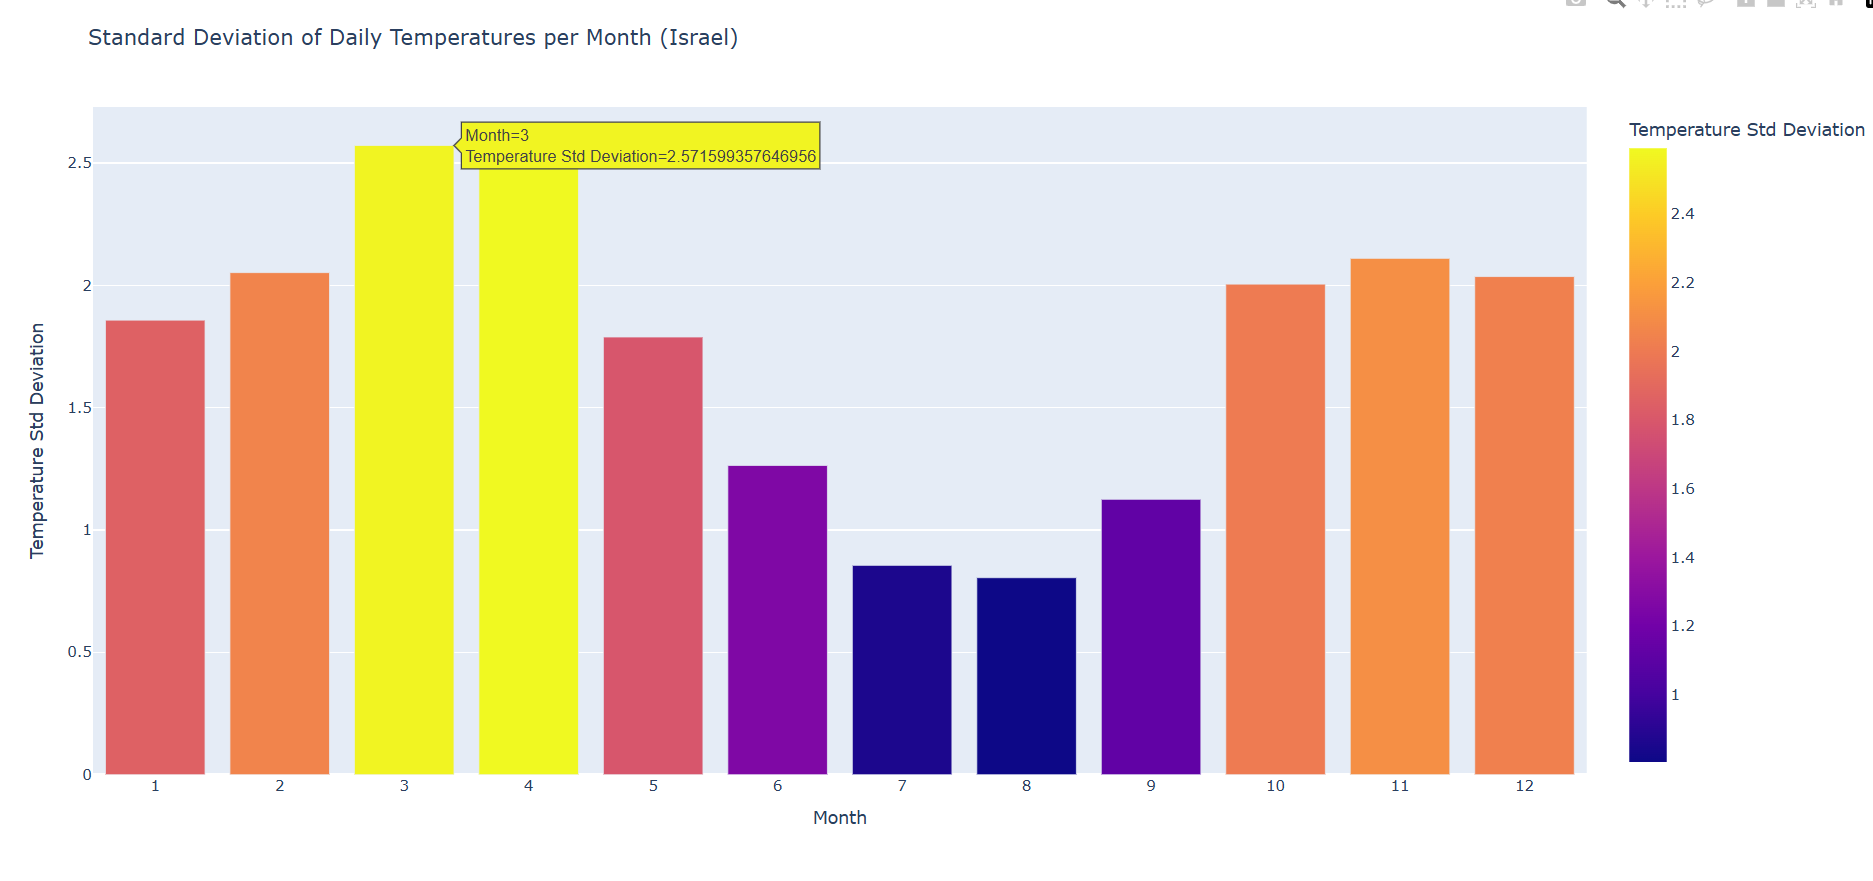 Standard Deviation of Daily Temperatures per Month (Israel)
Month=3
Temperature Std Deviation=2.571599357646956
Temperature Std Deviation
2.5
2
1.5
1
0.5
0
Temperature Std Deviation
2.4
2.2
2
1.8
1.6
1.4
1.2
1
1 2 3 4 5 6 7 8 9 10 11 12
Month